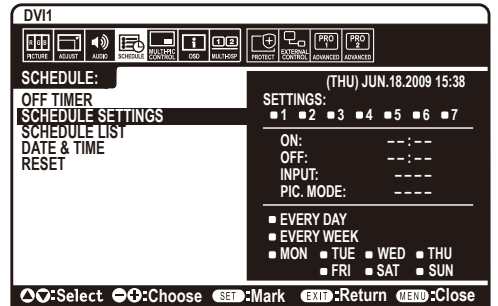 DVI1
RGB PICTURE ADJUST AUDIO SCHEDULE MULTI-PIC CONTROL OSD MULTI-DSP PROTECT EXTERNAL CONTROL PRO 1 ADVANCED PRO 2 ADVANCED
SCHEDULE:
OFF TIMER
SCHEDULE SETTINGS
SCHEDULE LIST
DATE & TIME
RESET
(THU) JUN.18.2009 15:38
SETTINGS:
1 2 3 4 5 6 7
ON: --:--
OFF: --:--
INPUT: ----
PIC. MODE: ----
EVERY DAY
EVERY WEEK
MON TUE WED THU
FRI SAT SUN
:Select :Choose SET:Mark EXIT:Return MENU:Close